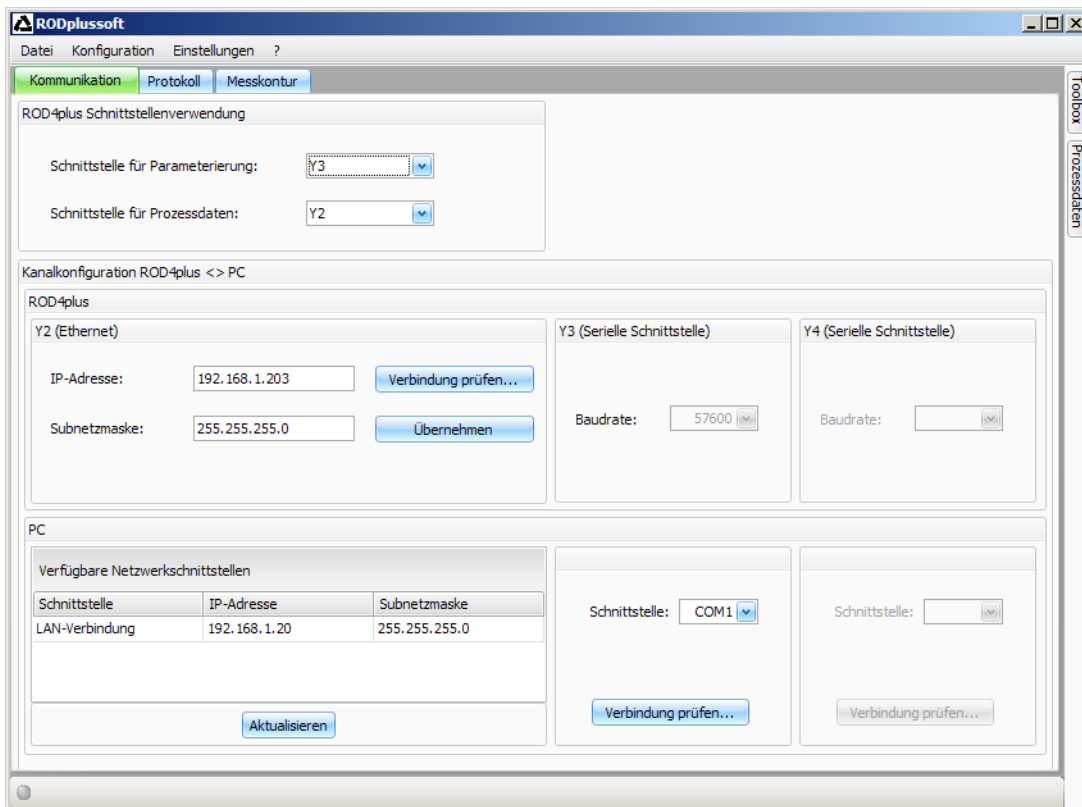 RODplussoft
Datei Konfiguration Einstellungen ?
Kommunikation Protokoll Messkontur
ROD4plus Schnittstellenverwendung
Schnittstelle für Parameterierung: Y3
Schnittstelle für Prozessdaten: Y2
Kanalkonfiguration ROD4plus <> PC
ROD4plus
Y2 (Ethernet)
IP-Adresse: 192.168.1.203 Verbindung prüfen...
Subnetzmaske: 255.255.255.0 Übernehmen
Y3 (Serielle Schnittstelle)
Baudrate: 57600
Y4 (Serielle Schnittstelle)
Baudrate:
PC
Verfügbare Netzwerkschnittstellen
Schnittstelle IP-Adresse Subnetzmaske
LAN-Verbindung 192.168.1.20 255.255.255.0
Aktualisieren
Schnittstelle: COM1
Verbindung prüfen...
Schnittstelle:
Verbindung prüfen...
Toolbox
Prozessdaten